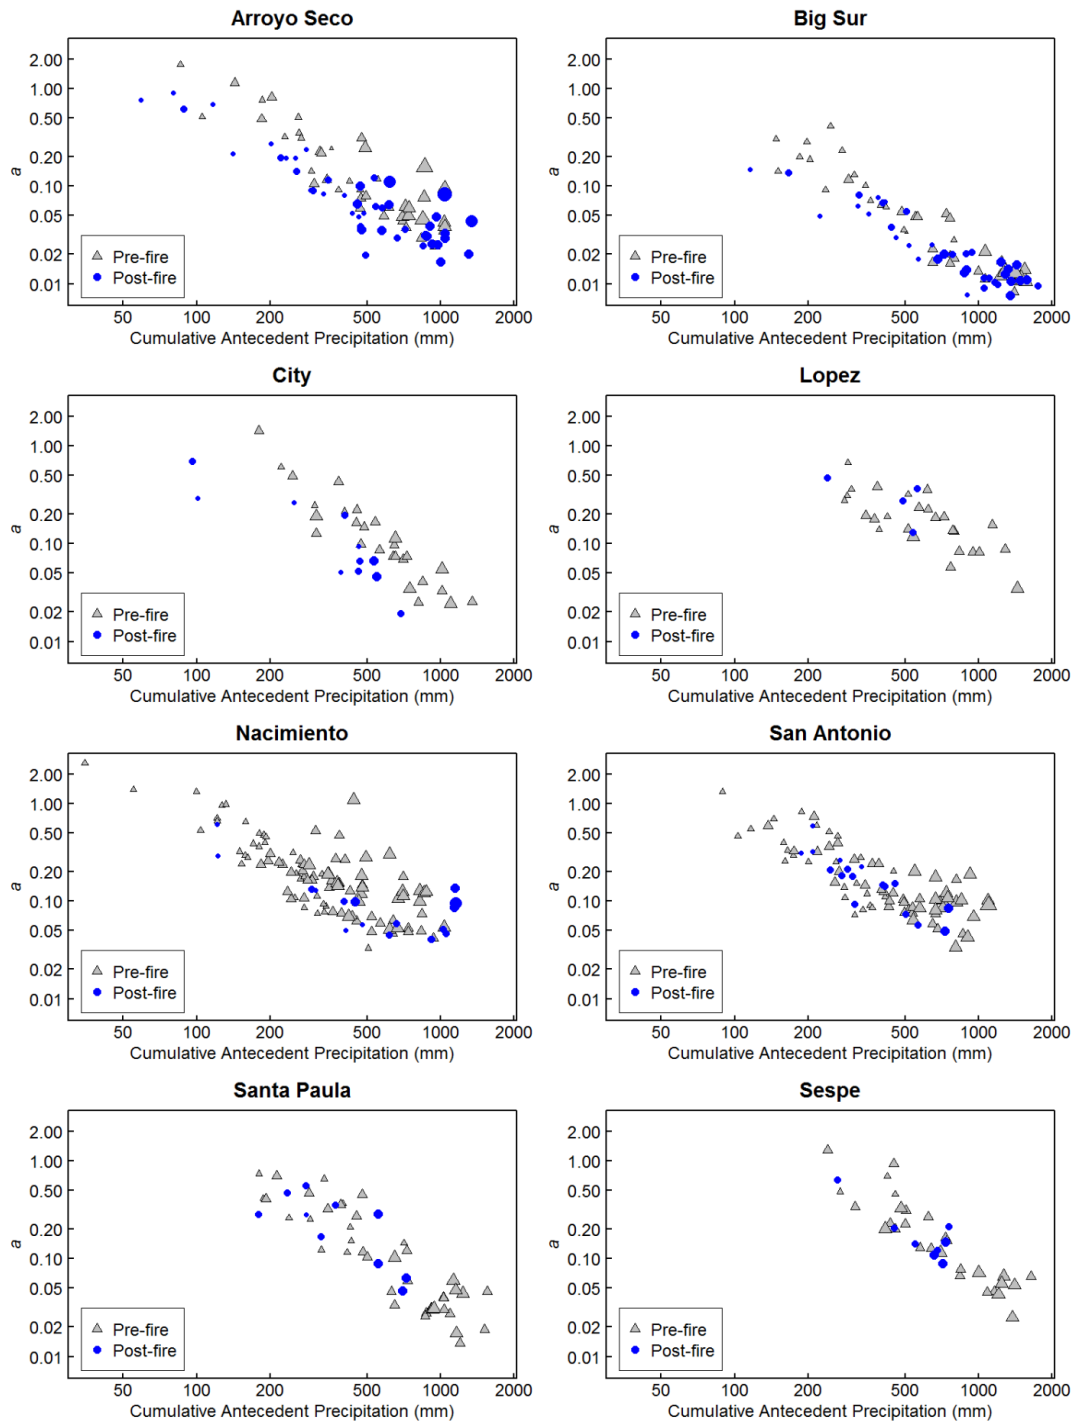 Arroyo Seco
Big Sur
2.00
1.00
0.50
0.20
0.10
0.05
0.02
0.01
a
Pre-fire
Post-fire
50 100 200 500 1000 2000
Cumulative Antecedent Precipitation (mm)
2.00
1.00
0.50
0.20
0.10
0.05
0.02
0.01
a
Pre-fire
Post-fire
50 100 200 500 1000 2000
Cumulative Antecedent Precipitation (mm)
City
Lopez
2.00
1.00
0.50
0.20
0.10
0.05
0.02
0.01
a
Pre-fire
Post-fire
50 100 200 500 1000 2000
Cumulative Antecedent Precipitation (mm)
2.00
1.00
0.50
0.20
0.10
0.05
0.02
0.01
a
Pre-fire
Post-fire
50 100 200 500 1000 2000
Cumulative Antecedent Precipitation (mm)
Nacimiento
San Antonio
2.00
1.00
0.50
0.20
0.10
0.05
0.02
0.01
a
Pre-fire
Post-fire
50 100 200 500 1000 2000
Cumulative Antecedent Precipitation (mm)
2.00
1.00
0.50
0.20
0.10
0.05
0.02
0.01
a
Pre-fire
Post-fire
50 100 200 500 1000 2000
Cumulative Antecedent Precipitation (mm)
Santa Paula
Sespe
2.00
1.00
0.50
0.20
0.10
0.05
0.02
0.01
a
Pre-fire
Post-fire
50 100 200 500 1000 2000
Cumulative Antecedent Precipitation (mm)
2.00
1.00
0.50
0.20
0.10
0.05
0.02
0.01
a
Pre-fire
Post-fire
50 100 200 500 1000 2000
Cumulative Antecedent Precipitation (mm)